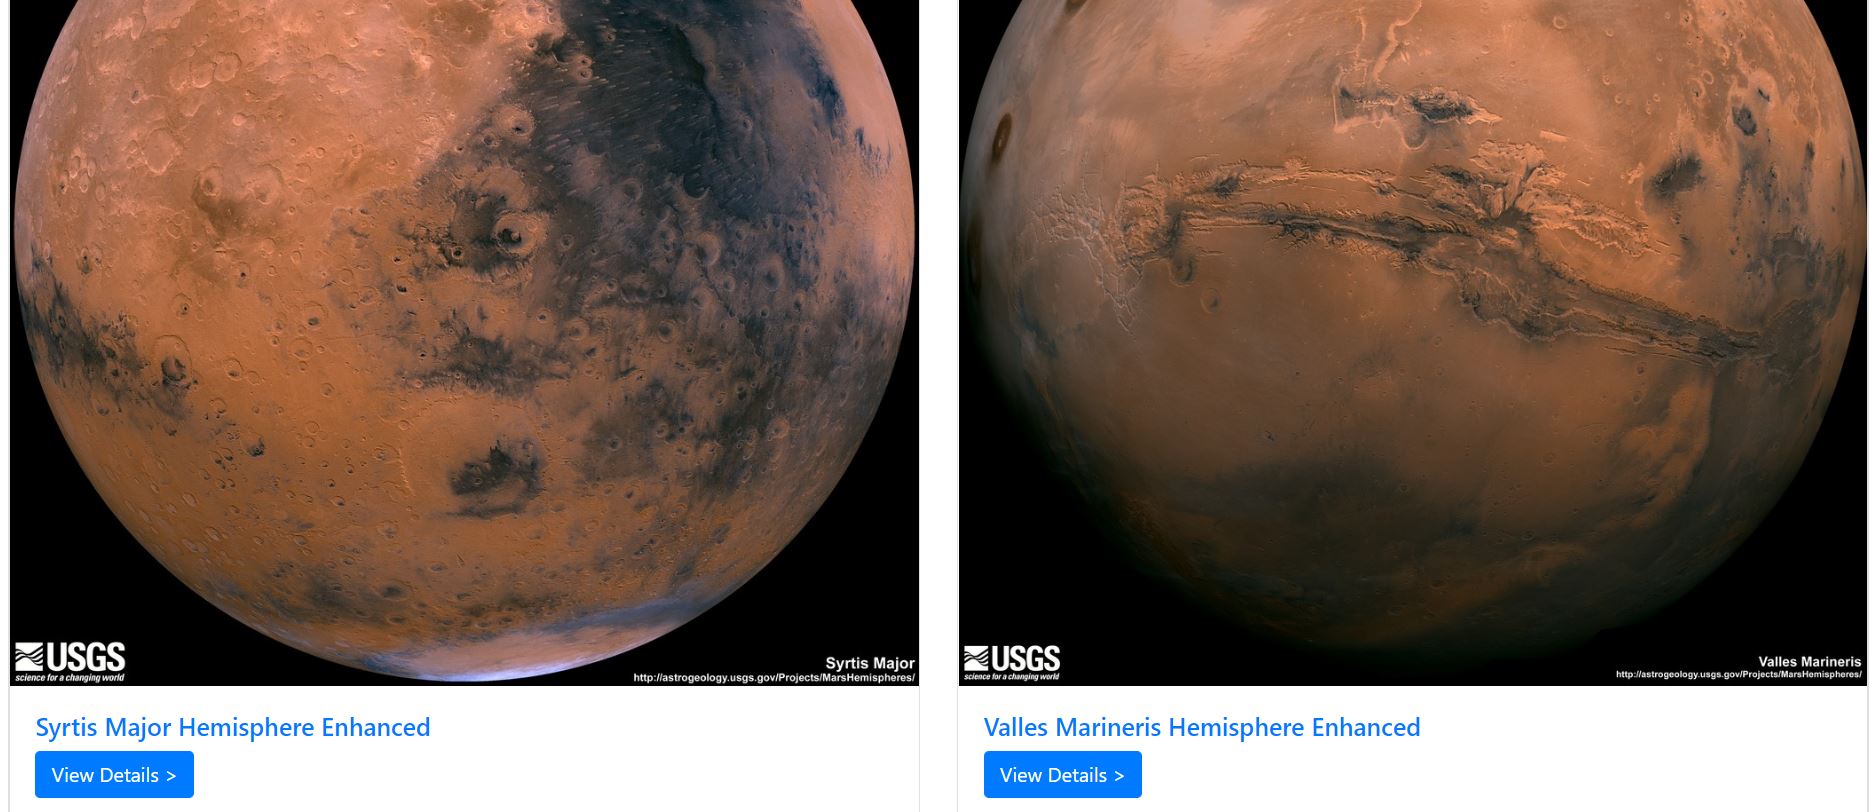 USGS
science for a changing world
Syrtis Major
http://astrogeology.usgs.gov/Projects/MarsHemispheres/
Syrtis Major Hemisphere Enhanced
View Details >
USGS
science for a changing world
Valles Marineris
http://astrogeology.usgs.gov/Projects/MarsHemispheres/
Valles Marineris Hemisphere Enhanced
View Details >